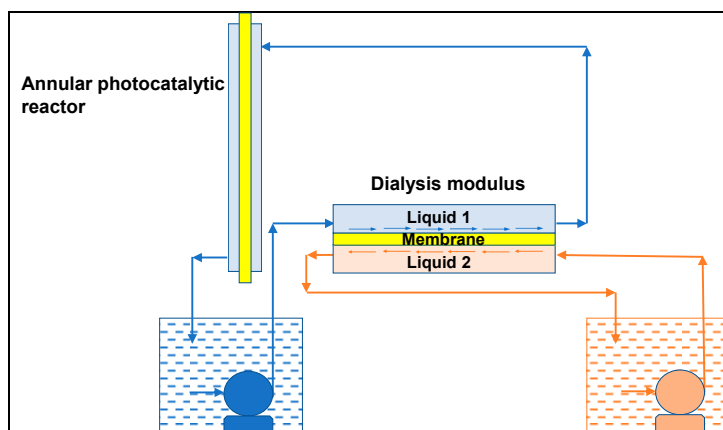 Annular photocatalytic
reactor
Dialysis modulus
Liquid 1
Membrane
Liquid 2